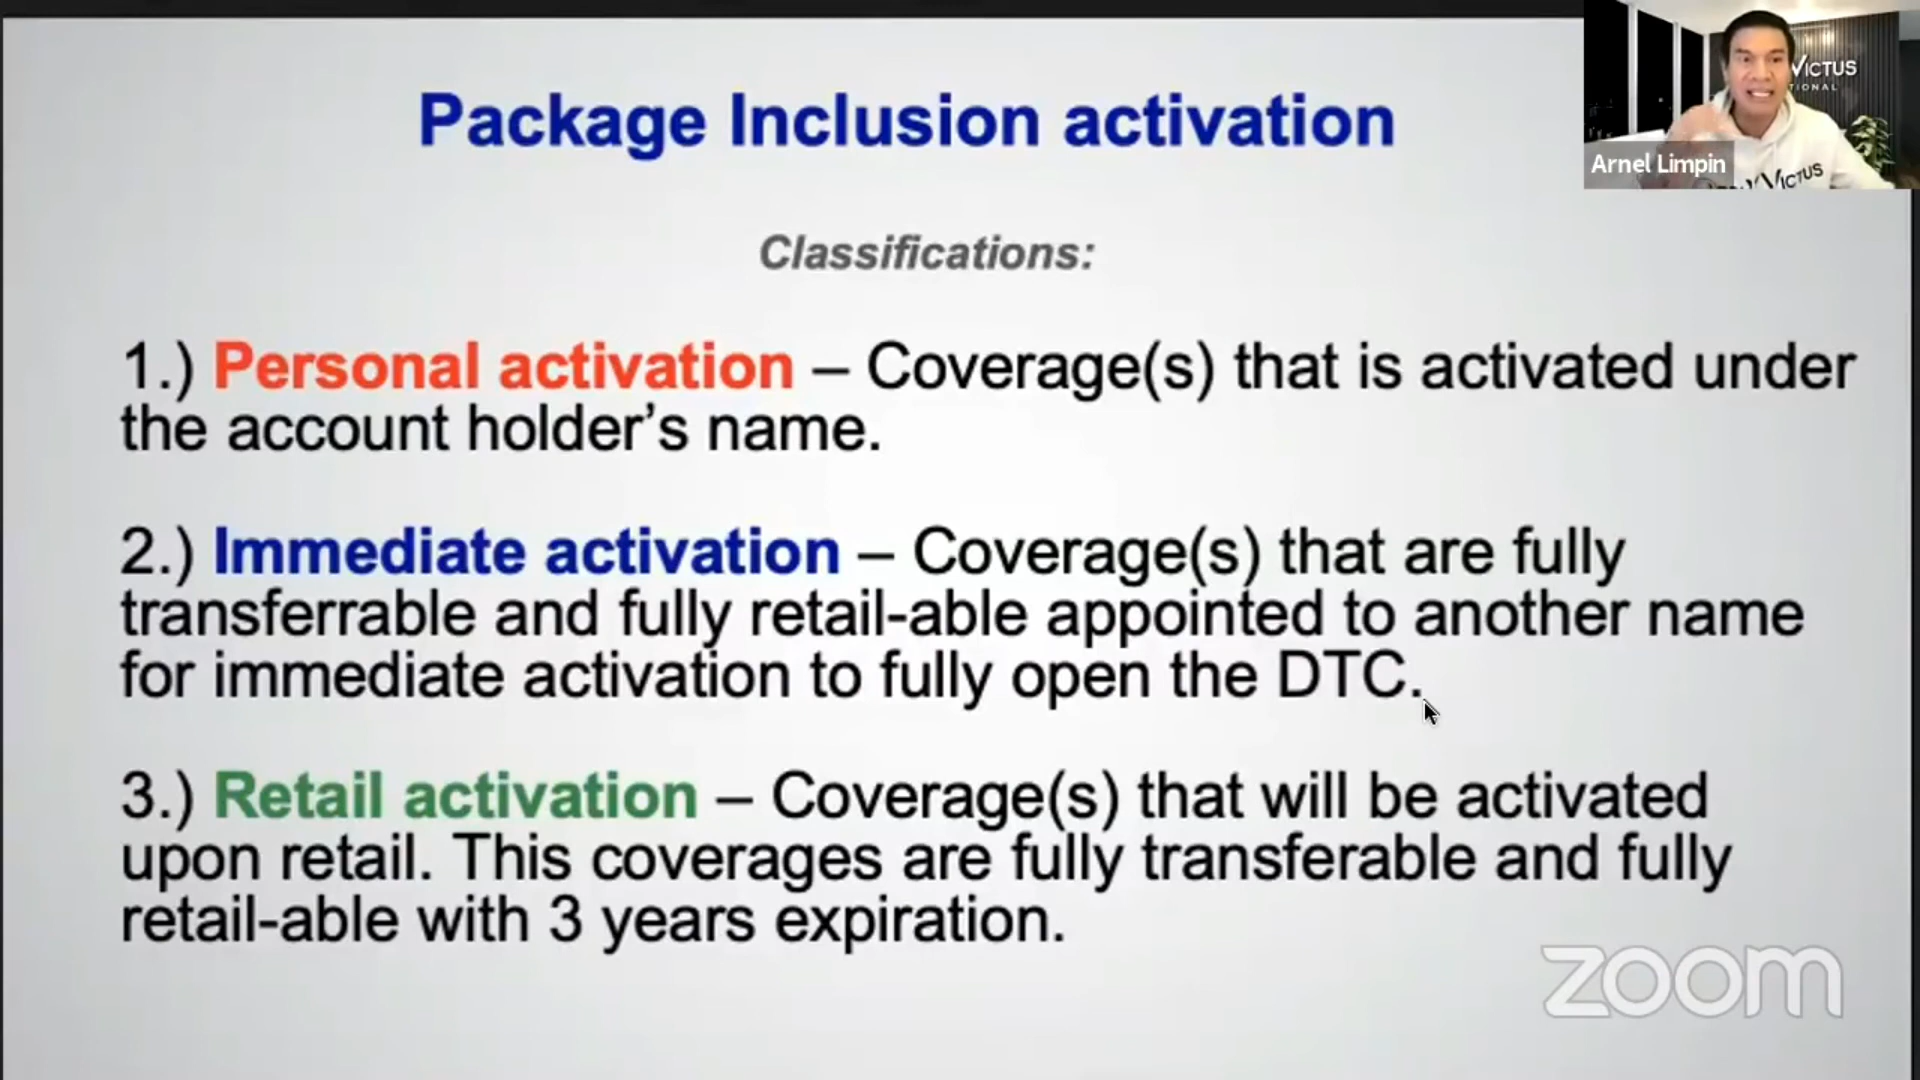 Package Inclusion activation
VICTUS
TIONAL
Arnel Limpin
VICTUS
Classifications:
1.) Personal activation – Coverage(s) that is activated under
the account holder’s name.
2.) Immediate activation – Coverage(s) that are fully
transferrable and fully retail-able appointed to another name
for immediate activation to fully open the DTC.
3.) Retail activation – Coverage(s) that will be activated
upon retail. This coverages are fully transferable and fully
retail-able with 3 years expiration.
zoom